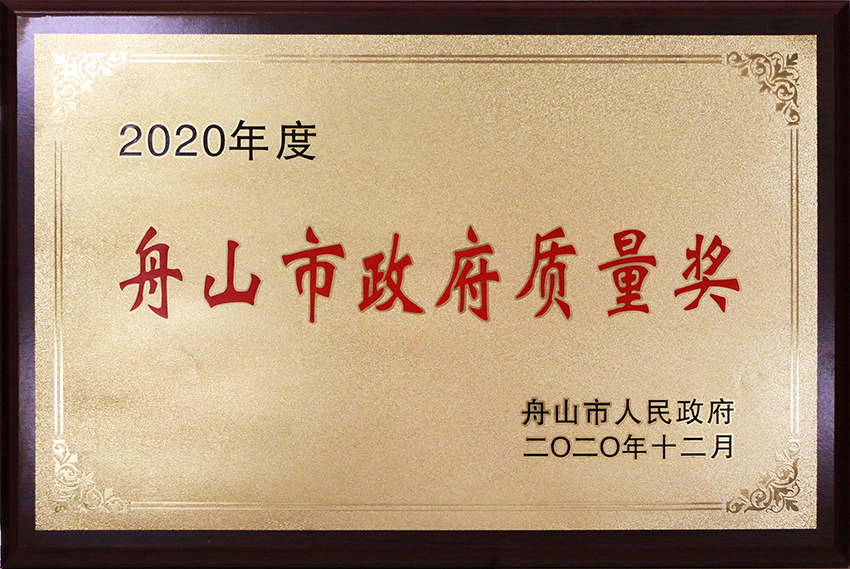 2020年度
舟山市政府质量奖
舟山市人民政府
二〇二〇年十二月